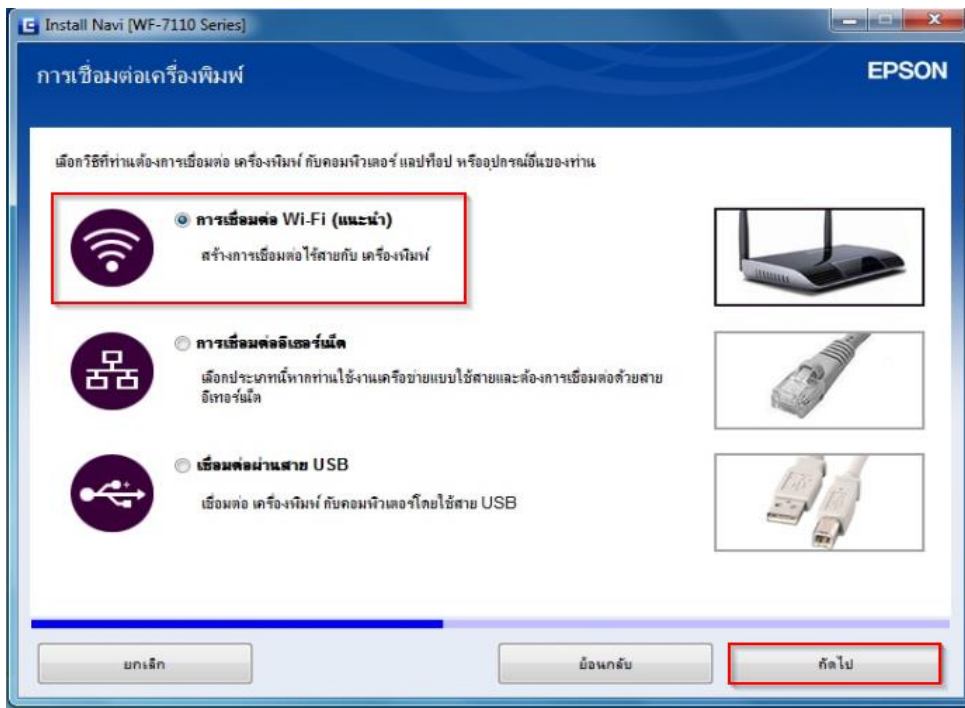 Install Navi [WF-7110 Series]
การเชื่อมต่อเครื่องพิมพ์
EPSON
เลือกวิธีที่ท่านต้องการเชื่อมต่อ เครื่องพิมพ์ กับคอมพิวเตอร์ แลปท็อป หรืออุปกรณ์อื่นของท่าน
การเชื่อมต่อ Wi-Fi (แนะนำ)
สร้างการเชื่อมต่อไร้สายกับ เครื่องพิมพ์
การเชื่อมต่ออีเธอร์เน็ต
เลือกประเภทนี้หากท่านใช้งานเครือข่ายแบบใช้สายและต้องการเชื่อมต่อด้วยสาย
อีเทอร์เน็ต
เชื่อมต่อผ่านสาย USB
เชื่อมต่อ เครื่องพิมพ์ กับคอมพิวเตอร์โดยใช้สาย USB
ยกเลิก
ย้อนกลับ
ถัดไป